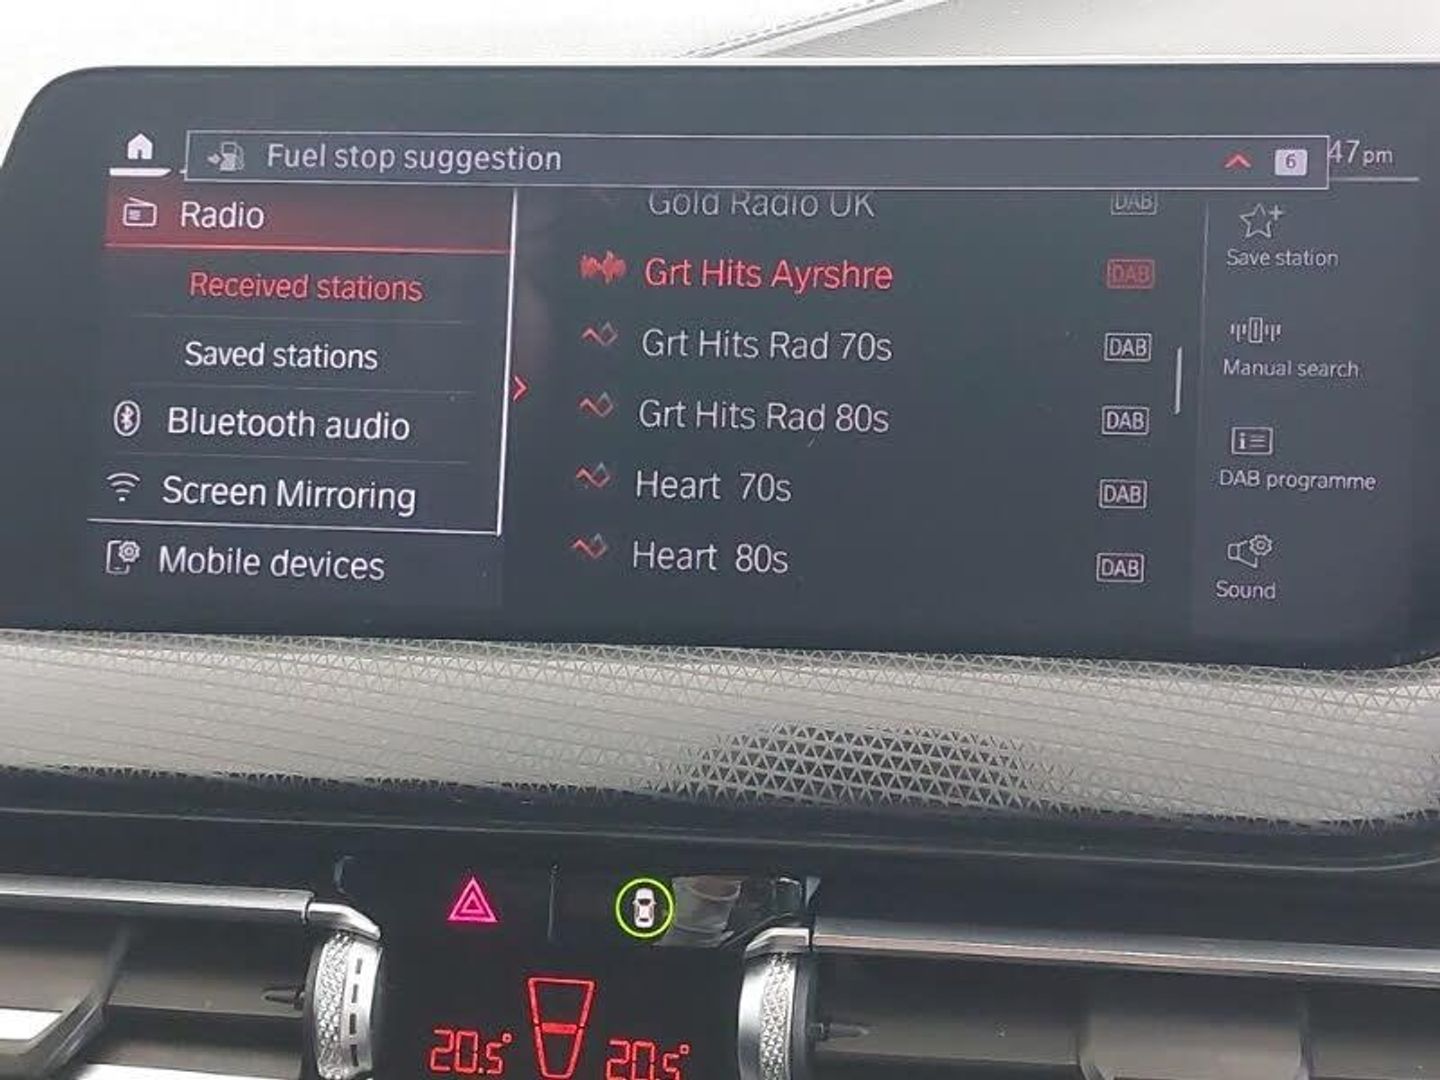 Fuel stop suggestion
6
47pm
Radio
Received stations
Saved stations
Bluetooth audio
Screen Mirroring
Mobile devices
Gold Radio UK DAB
Grt Hits Ayrshre DAB
Grt Hits Rad 70s DAB
Grt Hits Rad 80s DAB
Heart 70s DAB
Heart 80s DAB
Save station
Manual search
DAB programme
Sound
20.5° 20.5°